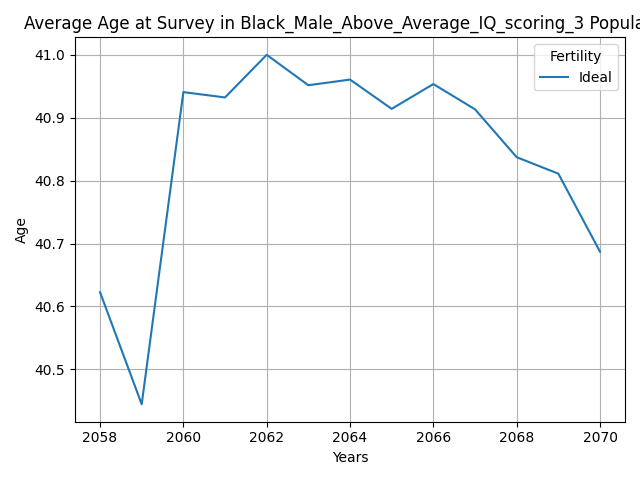 Average Age at Survey in Black_Male_Above_Average_IQ_scoring_3 Popula
Fertility
Ideal
41.0
40.9
40.8
40.7
40.6
40.5
Age
2058 2060 2062 2064 2066 2068 2070
Years